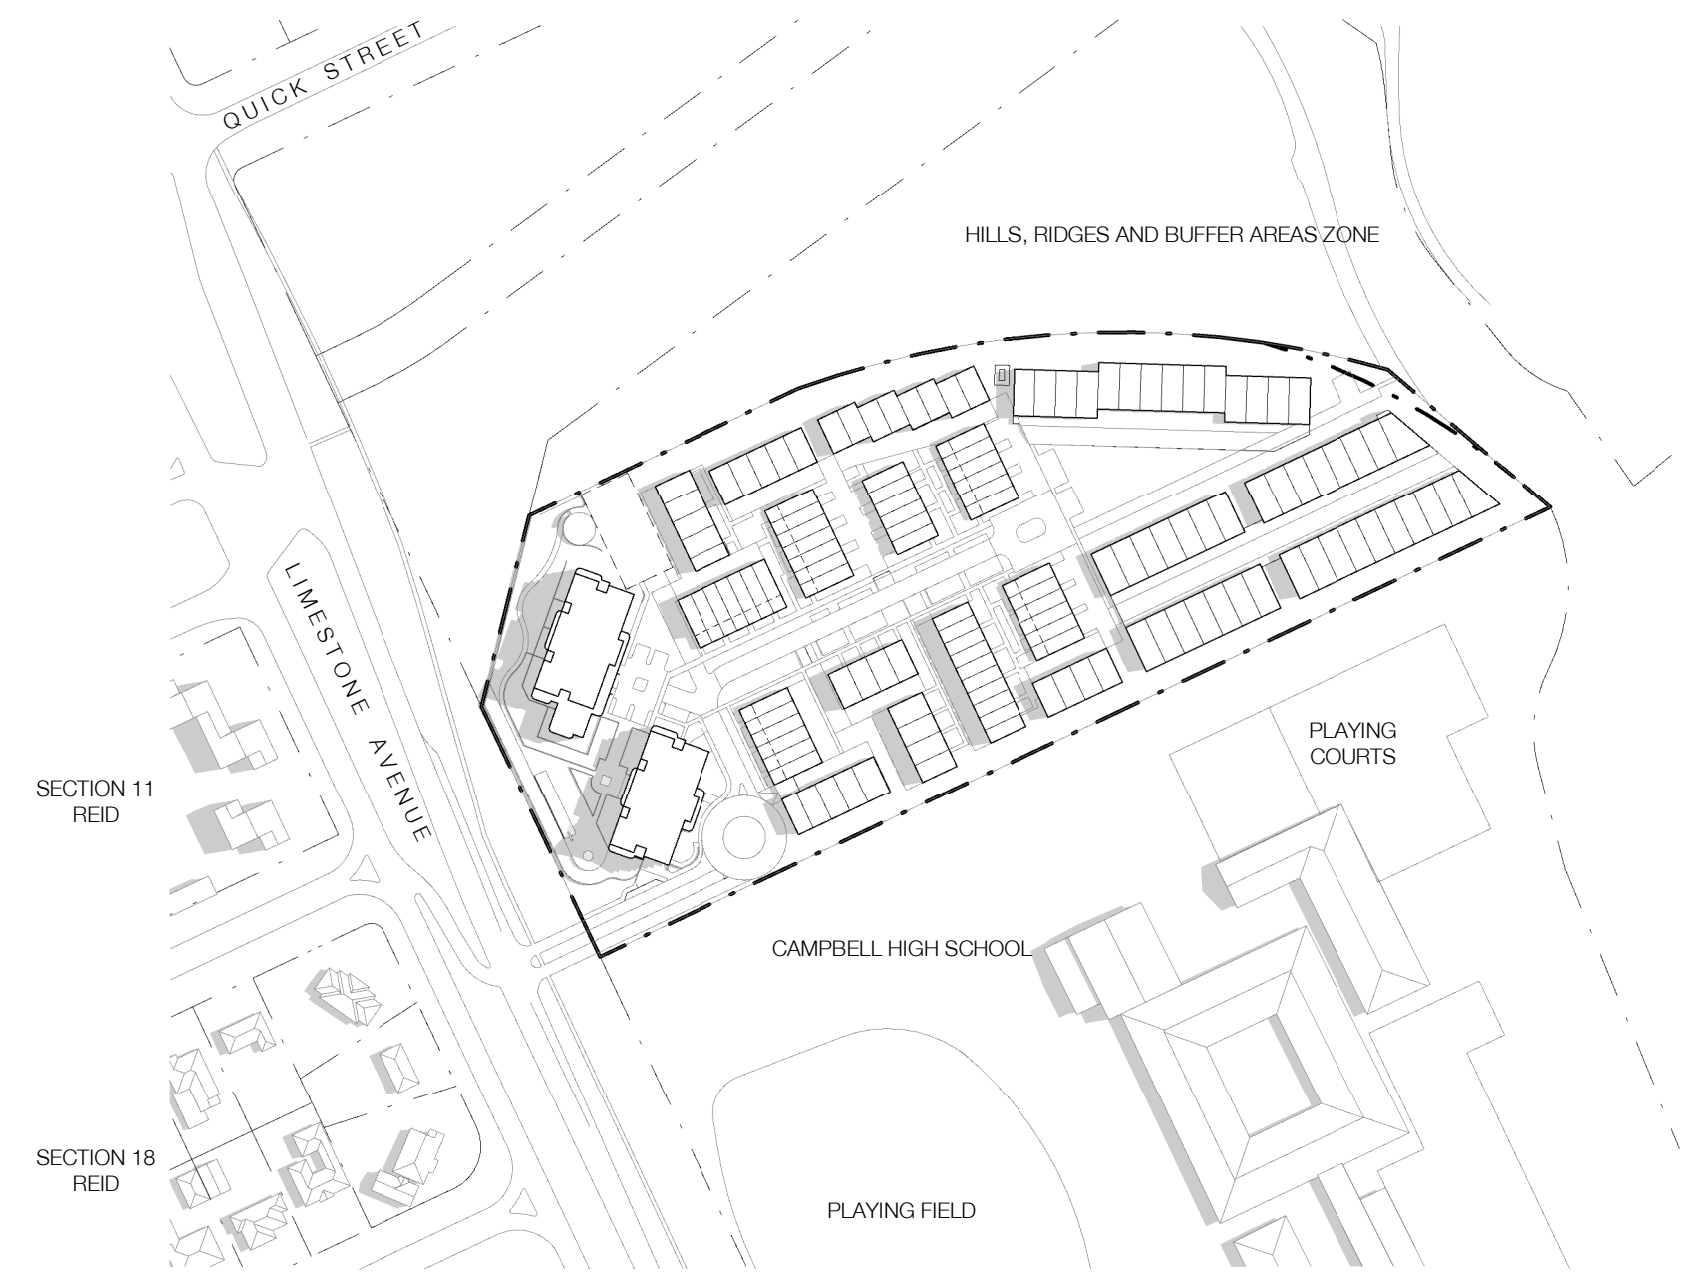 QUICK STREET
HILLS, RIDGES AND BUFFER AREAS ZONE
LIMESTONE AVENUE
PLAYING
COURTS
SECTION 11
REID
CAMPBELL HIGH SCHOOL
SECTION 18
REID
PLAYING FIELD